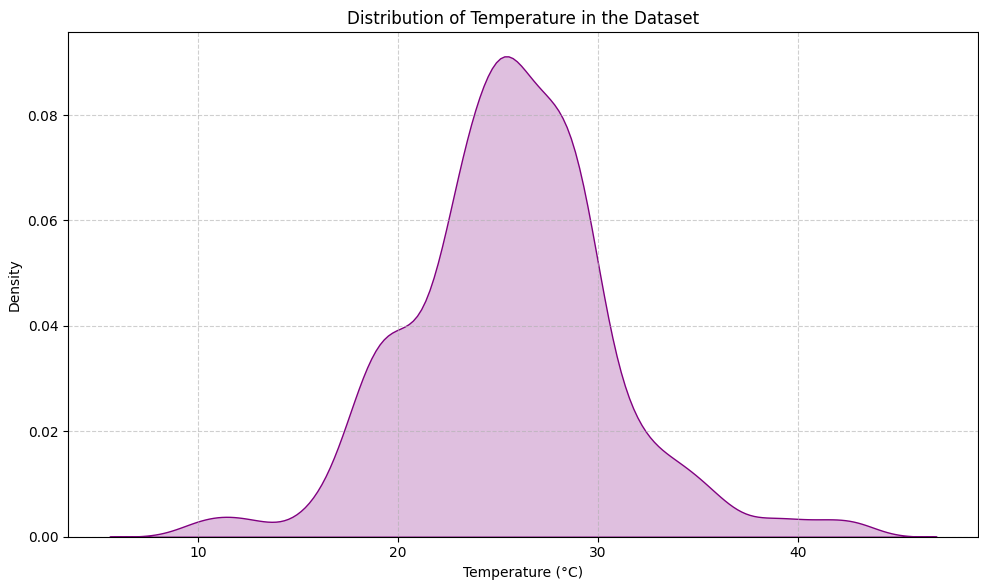 Distribution of Temperature in the Dataset
Density
0.08
0.06
0.04
0.02
0.00
10 20 30 40
Temperature (°C)